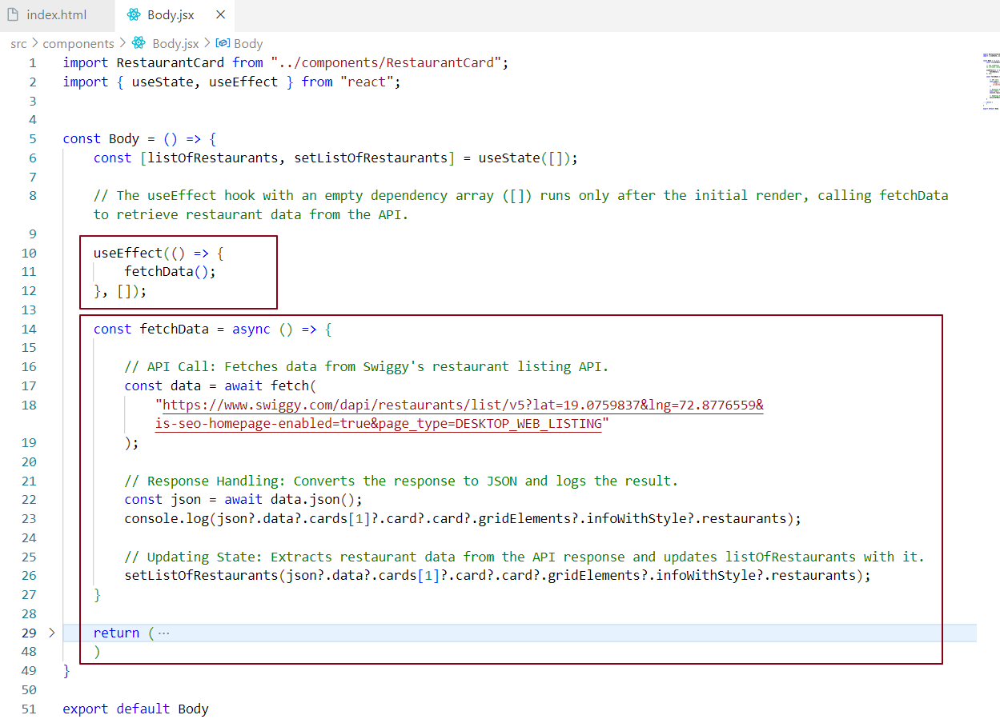 index.html
Body.jsx
src > components > Body.jsx > Body
1 import RestaurantCard from "../components/RestaurantCard";
2 import { useState, useEffect } from "react";
3
4
5 const Body = () => {
6 const [listOfRestaurants, setListOfRestaurants] = useState([]);
7
8 // The useEffect hook with an empty dependency array ([]) runs only after the initial render, calling fetchData
to retrieve restaurant data from the API.
9
10 useEffect(() => {
11 fetchData();
12 }, []);
13
14 const fetchData = async () => {
15
16 // API Call: Fetches data from Swiggy's restaurant listing API.
17 const data = await fetch(
18 "https://www.swiggy.com/dapi/restaurants/list/v5?lat=19.0759837&lng=72.8776559&
is-seo-homepage-enabled=true&page_type=DESKTOP_WEB_LISTING"
19 );
20
21 // Response Handling: Converts the response to JSON and logs the result.
22 const json = await data.json();
23 console.log(json?.data?.cards[1]?.card?.card?.gridElements?.infoWithStyle?.restaurants);
24
25 // Updating State: Extracts restaurant data from the API response and updates listOfRestaurants with it.
26 setListOfRestaurants(json?.data?.cards[1]?.card?.card?.gridElements?.infoWithStyle?.restaurants);
27 }
28
29 return ( ...
48 )
49 }
50
51 export default Body